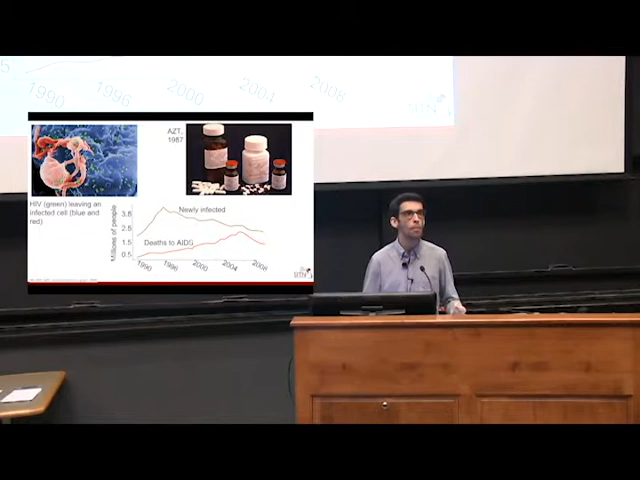 1990 1996 2000 2004 2008
AZT,
1987
HIV (green) leaving an
infected cell (blue and
red)
Millions of people
3.8
2.5
1.5
0.5
Newly infected
Deaths to AIDS
1990 1996 2000 2004 2008